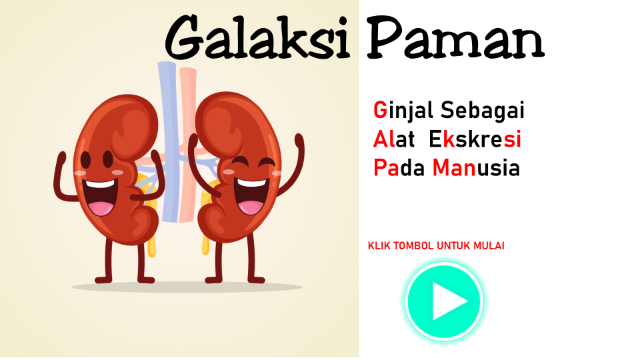 Galaksi Paman
Ginjal Sebagai
Alat Ekskresi
Pada Manusia
KLIK TOMBOL UNTUK MULAI